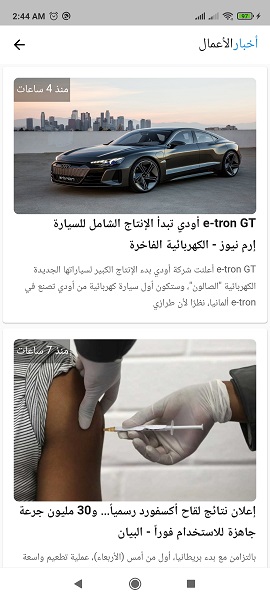 2:44 AM
97
أخبارالأعمال
منذ 4 ساعات
e-tron GT أودي تبدأ الإنتاج الشامل للسيارة
الكهربائية الفاخرة - إرم نيوز
e-tron GT أعلنت شركة أودي بدء الإنتاج الكبير لسياراتها الجديدة
الكهربائية "الصالون"، وستكون أول سيارة كهربائية من أودي تصنع في
e-tron ألمانيا، نظرًا لأن طرازي
منذ 7 ساعات
إعلان نتائج لقاح أكسفورد رسمياً... و30 مليون جرعة
جاهزة للاستخدام فوراً - البيان
بالتزامن مع بدء بريطانيا، أول من أمس (الأربعاء)، عملية تطعيم واسعة